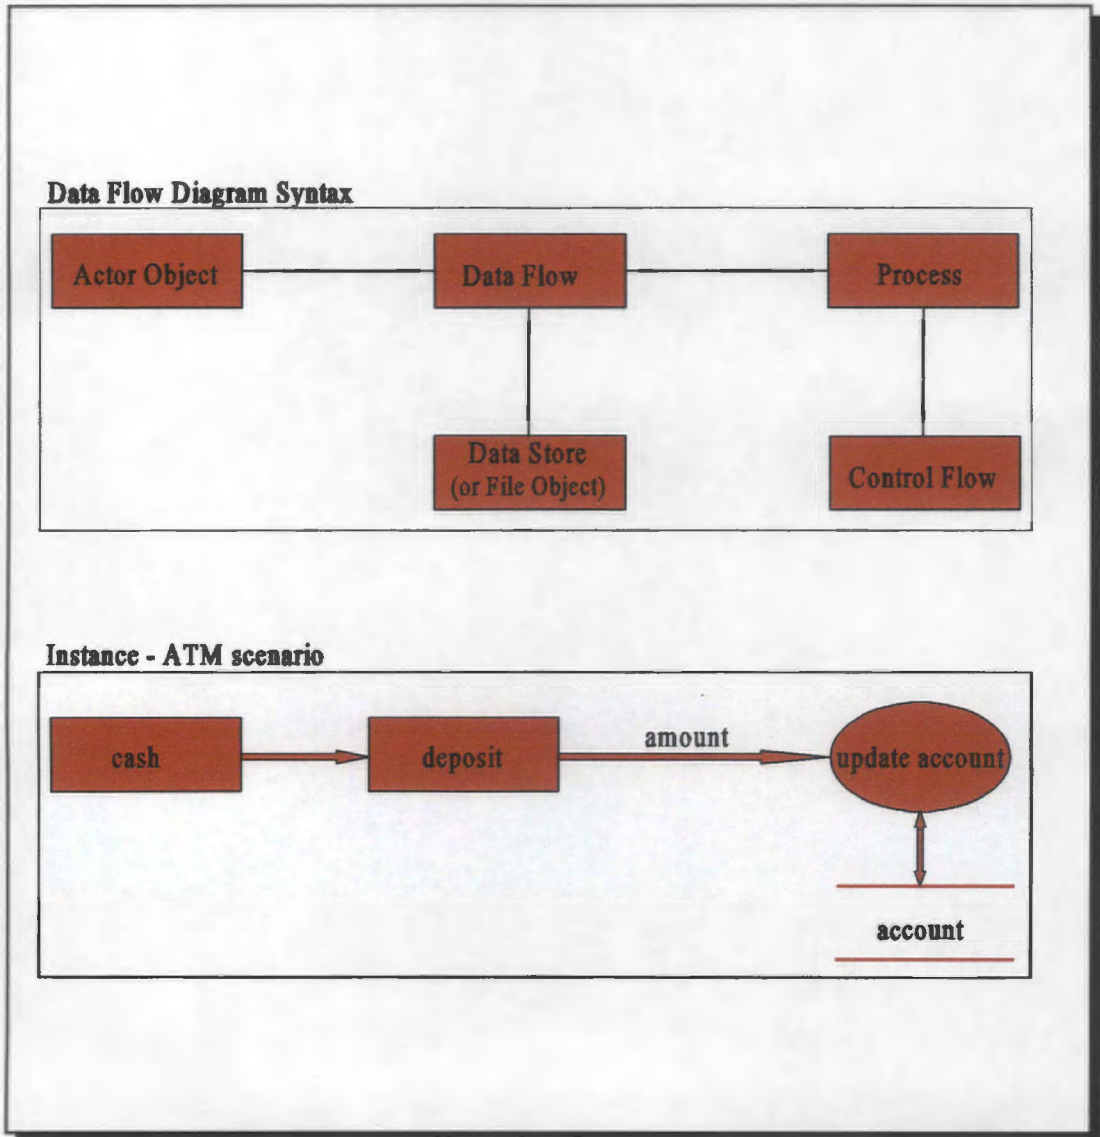 Data Flow Diagram Syntax
Actor Object
Data Flow
Process
Data Store
(or File Object)
Control Flow
Instance - ATM scenario
cash
deposit
amount
update account
account